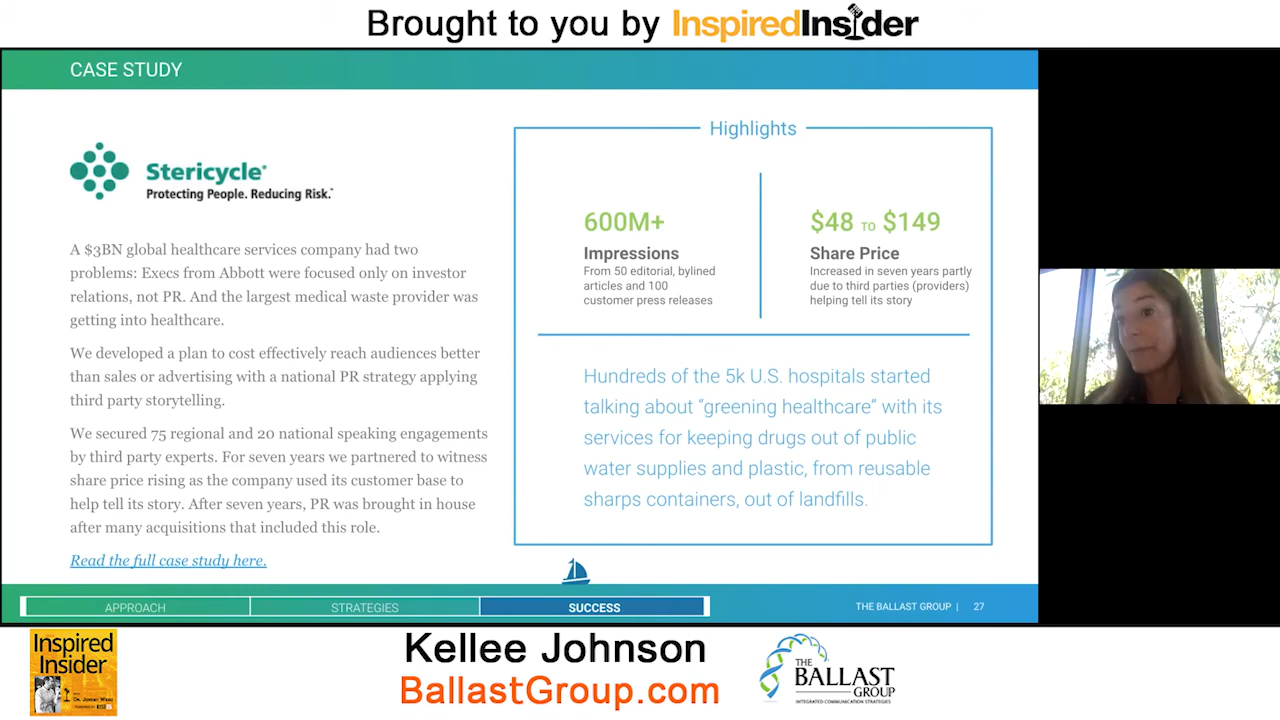 Brought to you by InspiredInsider
CASE STUDY
Stericycle®
Protecting People. Reducing Risk.™
A $3BN global healthcare services company had two
problems: Execs from Abbott were focused only on investor
relations, not PR. And the largest medical waste provider was
getting into healthcare.
We developed a plan to cost effectively reach audiences better
than sales or advertising with a national PR strategy applying
third party storytelling.
We secured 75 regional and 20 national speaking engagements
by third party experts. For seven years we partnered to witness
share price rising as the company used its customer base to
help tell its story. After seven years, PR was brought in house
after many acquisitions that included this role.
Read the full case study here.
Highlights
600M+
Impressions
From 50 editorial, bylined
articles and 100
customer press releases
$48 TO $149
Share Price
Increased in seven years partly
due to third parties (providers)
helping tell its story
Hundreds of the 5k U.S. hospitals started
talking about “greening healthcare” with its
services for keeping drugs out of public
water supplies and plastic, from reusable
sharps containers, out of landfills.
APPROACH
STRATEGIES
SUCCESS
THE BALLAST GROUP | 27
Inspired
Insider
Kellee Johnson
BallastGroup.com
THE
BALLAST
GROUP
INTEGRATED COMMUNICATION STRATEGIES